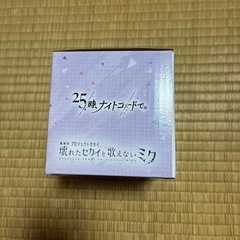 25時、ナイトコードで。
劇場版 プロジェクトセカイ
壊れたセカイと歌えないミク